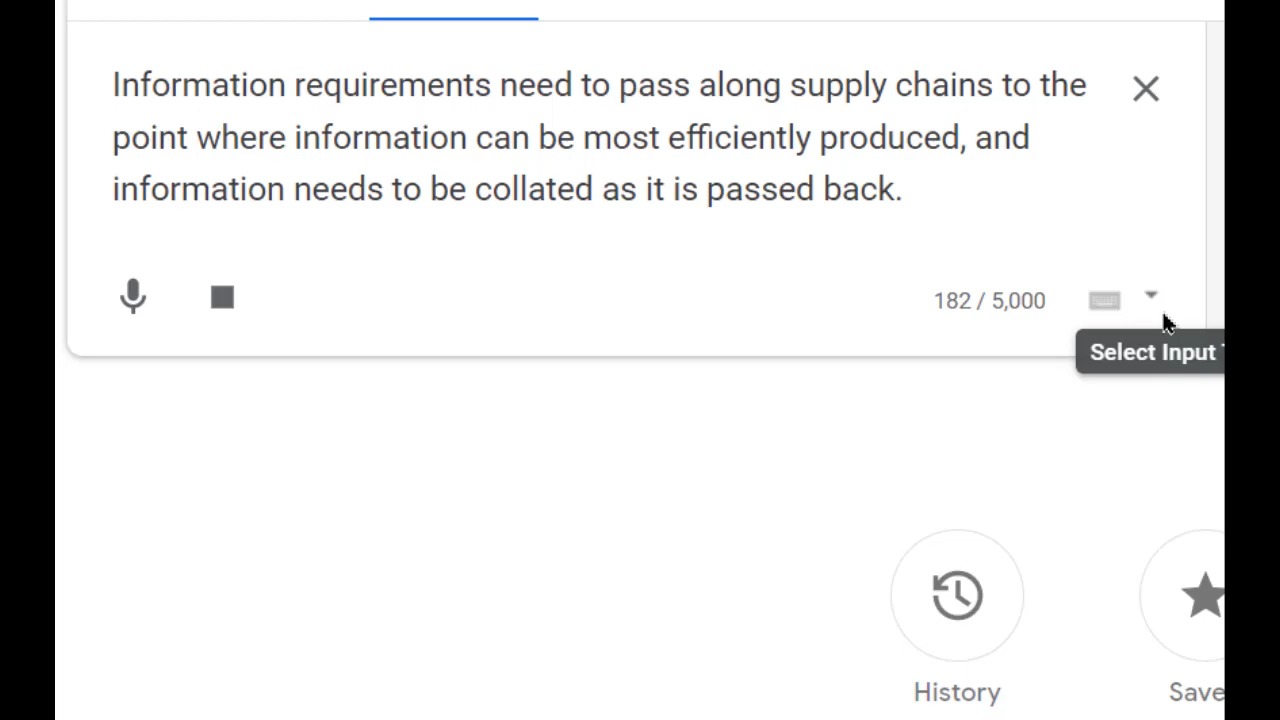 Information requirements need to pass along supply chains to the
point where information can be most efficiently produced, and
information needs to be collated as it is passed back.
182 / 5,000
Select Input
History
Save